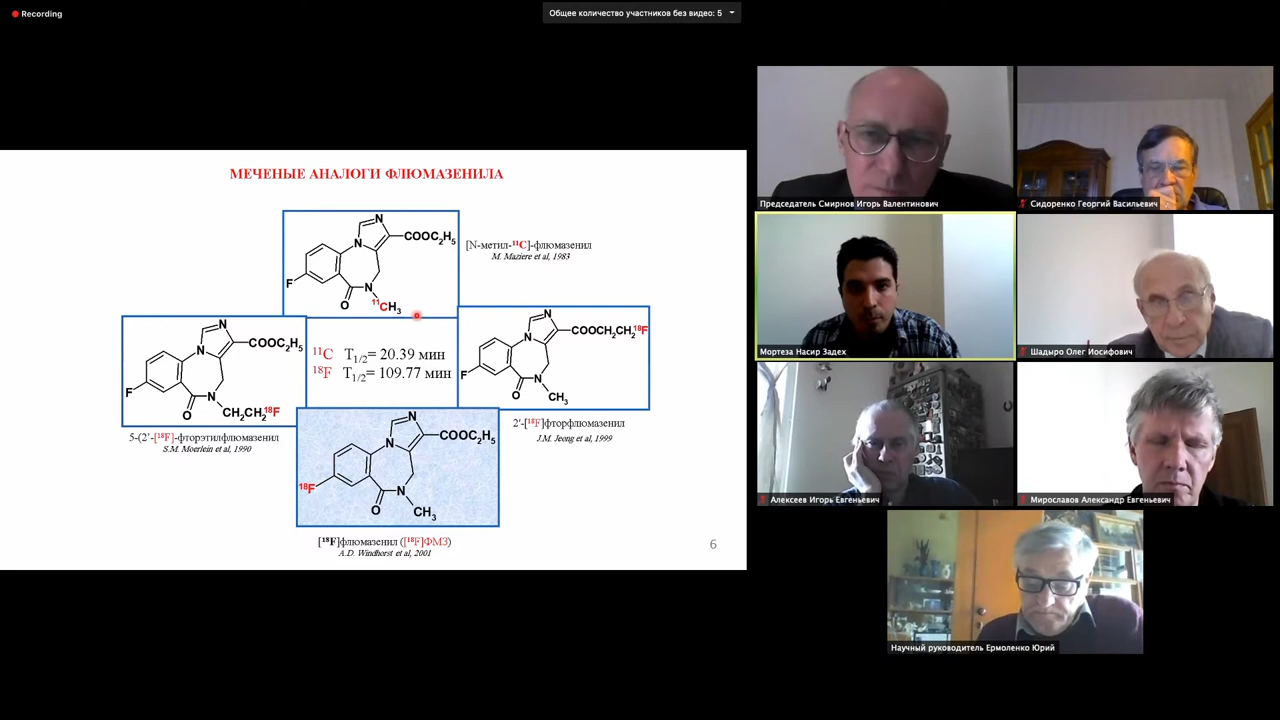 Recording
Общее количество участников без видео: 5
МЕЧЕНЫЕ АНАЛОГИ ФЛЮМАЗЕНИЛА
N
N
COOC₂H₅
F
N
O
¹¹CH₃
[N-метил-¹¹C]-флюмазенил
M. Maziere et al, 1983
N
N
COOC₂H₅
F
N
O
CH₂CH₂¹⁸F
5-(2'-[¹⁸F]-фторэтилфлюмазенил
S.M. Moerlein et al, 1990
¹¹C T₁/₂= 20.39 мин
¹⁸F T₁/₂= 109.77 мин
N
N
COOCH₂CH₂¹⁸F
F
N
O
CH₃
2'-[¹⁸F]фторфлюмазенил
J.M. Jeong et al, 1999
N
N
COOC₂H₅
¹⁸F
N
O
CH₃
[¹⁸F]флюмазенил ([¹⁸F]ФМЗ)
A.D. Windhorst et al, 2001
6
Председатель Смирнов Игорь Валентинович
Сидоренко Георгий Васильевич
Мортеза Насир Задех
Шадыро Олег Иосифович
Алексеев Игорь Евгеньевич
Мирославов Александр Евгеньевич
Научный руководитель Ермоленко Юрий